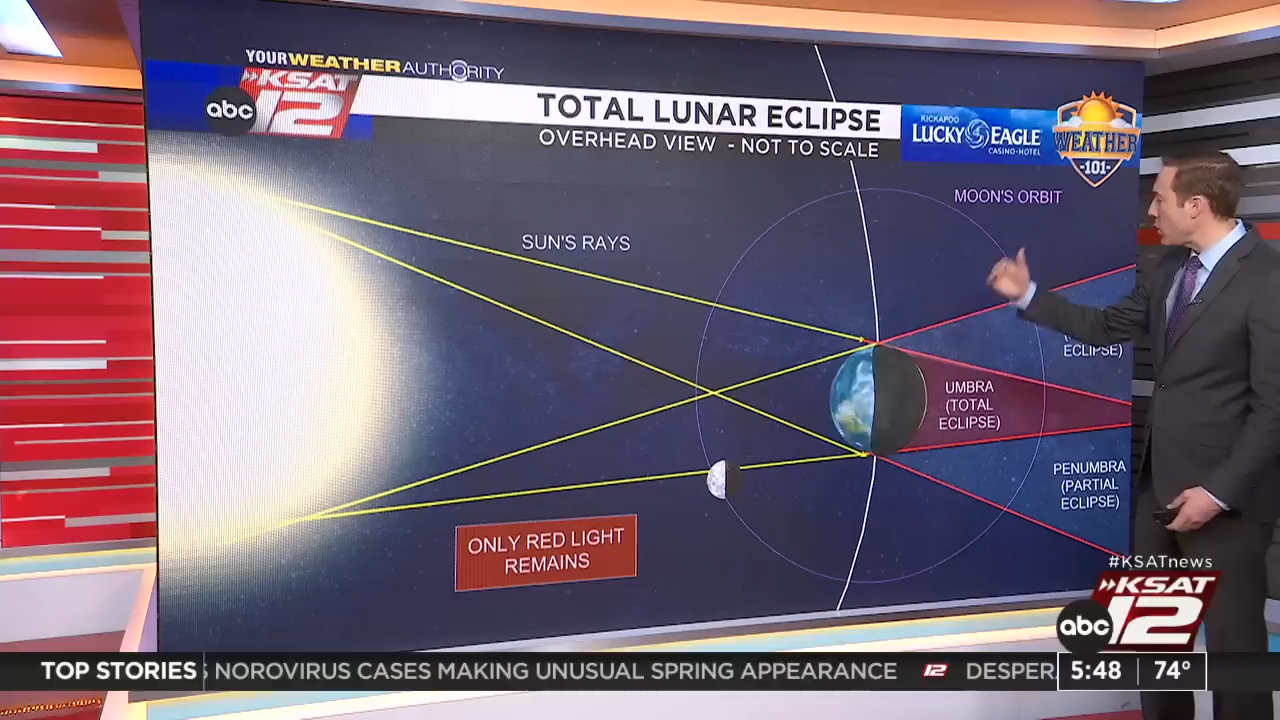 YOUR WEATHER AUTHORITY
KSAT
abc 12
TOTAL LUNAR ECLIPSE
OVERHEAD VIEW - NOT TO SCALE
KICKAPOO
LUCKY EAGLE
CASINO•HOTEL
WEATHER
-101-
MOON'S ORBIT
SUN'S RAYS
ECLIPSE)
UMBRA
(TOTAL
ECLIPSE)
PENUMBRA
(PARTIAL
ECLIPSE)
ONLY RED LIGHT
REMAINS
#KSATnews
KSAT
abc 12
TOP STORIES NOROVIRUS CASES MAKING UNUSUAL SPRING APPEARANCE 12 5:48 74°